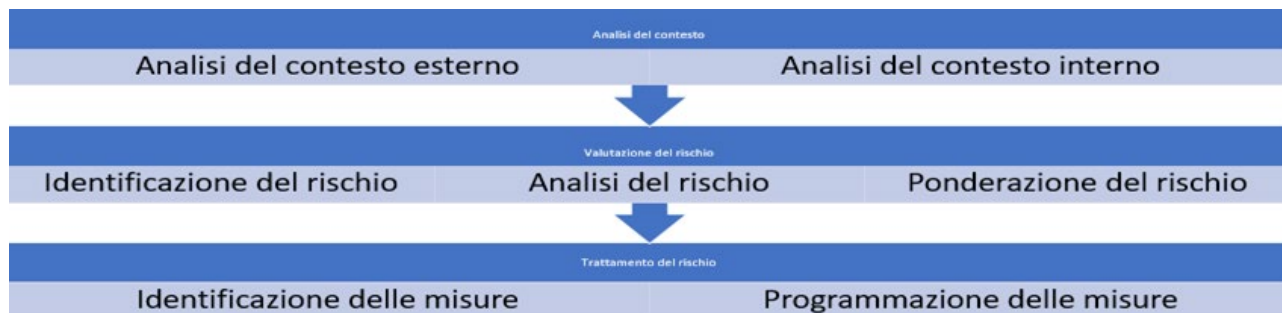 Analisi del contesto
Analisi del contesto esterno Analisi del contesto interno
Valutazione del rischio
Identificazione del rischio Analisi del rischio Ponderazione del rischio
Trattamento del rischio
Identificazione delle misure Programmazione delle misure